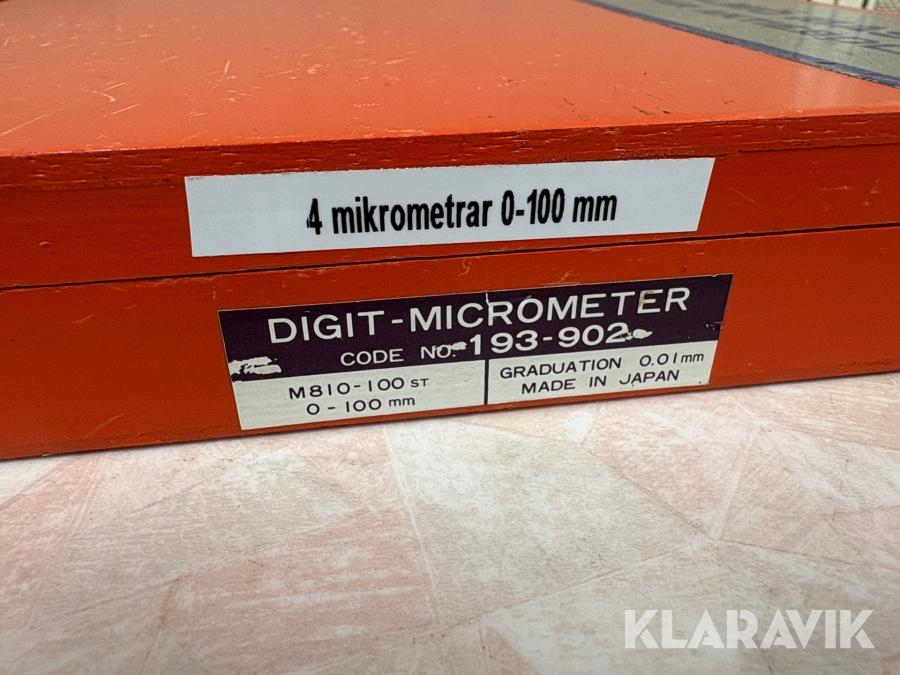 4 mikrometrar 0-100 mm
DIGIT-MICROMETER
CODE No. 193-902
M810-100 ST
0-100 mm
GRADUATION 0.01mm
MADE IN JAPAN
KLARAVIK